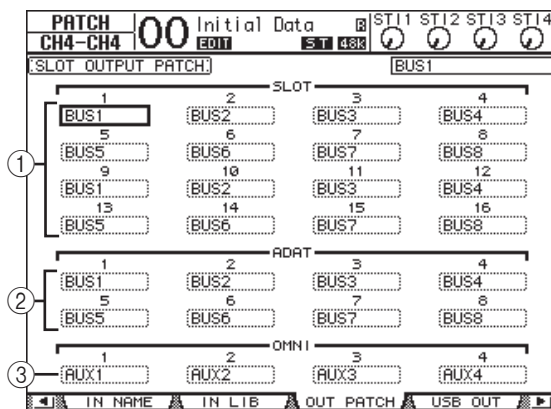 PATCH 00 Initial Data R ST11 ST12 ST13 ST14
CH4-CH4 EDIT ST 48K
SLOT OUTPUT PATCH BUS1
SLOT
1 2 3 4
BUS1 BUS2 BUS3 BUS4
5 6 7 8
BUS5 BUS6 BUS7 BUS8
1
9 10 11 12
BUS1 BUS2 BUS3 BUS4
13 14 15 16
BUS5 BUS6 BUS7 BUS8
ADAT
1 2 3 4
BUS1 BUS2 BUS3 BUS4
2
5 6 7 8
BUS5 BUS6 BUS7 BUS8
OMNI
1 2 3 4
3 AUX1 AUX2 AUX3 AUX4
IN NAME IN LIB OUT PATCH USB OUT